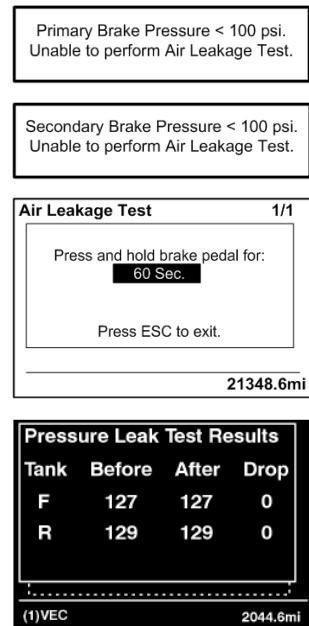 Primary Brake Pressure < 100 psi.
Unable to perform Air Leakage Test.
Secondary Brake Pressure < 100 psi.
Unable to perform Air Leakage Test.
Air Leakage Test 1/1
Press and hold brake pedal for:
60 Sec.
Press ESC to exit.
21348.6mi
Pressure Leak Test Results
Tank Before After Drop
F 127 127 0
R 129 129 0
(1)VEC 2044.6mi